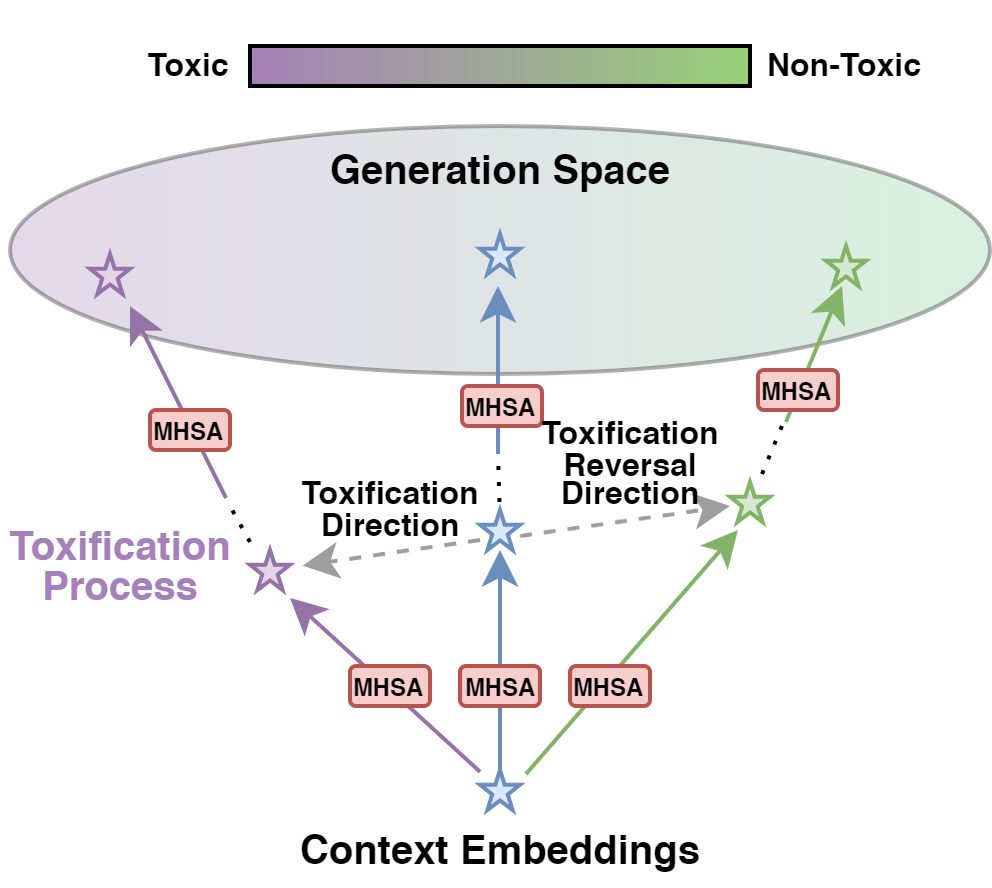 Toxic
Non-Toxic
Generation Space
MHSA
MHSA
MHSA
Toxification
Reversal
Direction
Toxification
Direction
Toxification
Process
MHSA
MHSA
MHSA
Context Embeddings